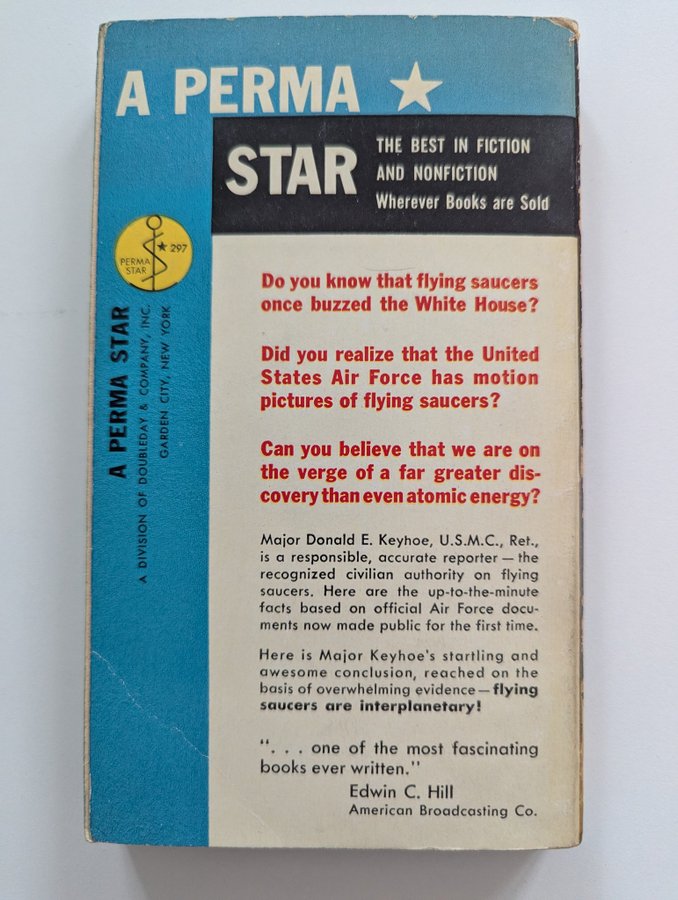 A PERMA ★
STAR
THE BEST IN FICTION
AND NONFICTION
Wherever Books are Sold
PERMA STAR
★ 297
A PERMA STAR
A DIVISION OF DOUBLEDAY & COMPANY, INC.
GARDEN CITY, NEW YORK
Do you know that flying saucers
once buzzed the White House?
Did you realize that the United
States Air Force has motion
pictures of flying saucers?
Can you believe that we are on
the verge of a far greater dis-
covery than even atomic energy?
Major Donald E. Keyhoe, U.S.M.C., Ret.,
is a responsible, accurate reporter — the
recognized civilian authority on flying
saucers. Here are the up-to-the-minute
facts based on official Air Force docu-
ments now made public for the first time.
Here is Major Keyhoe's startling and
awesome conclusion, reached on the
basis of overwhelming evidence — flying
saucers are interplanetary!
". . . one of the most fascinating
books ever written."
Edwin C. Hill
American Broadcasting Co.